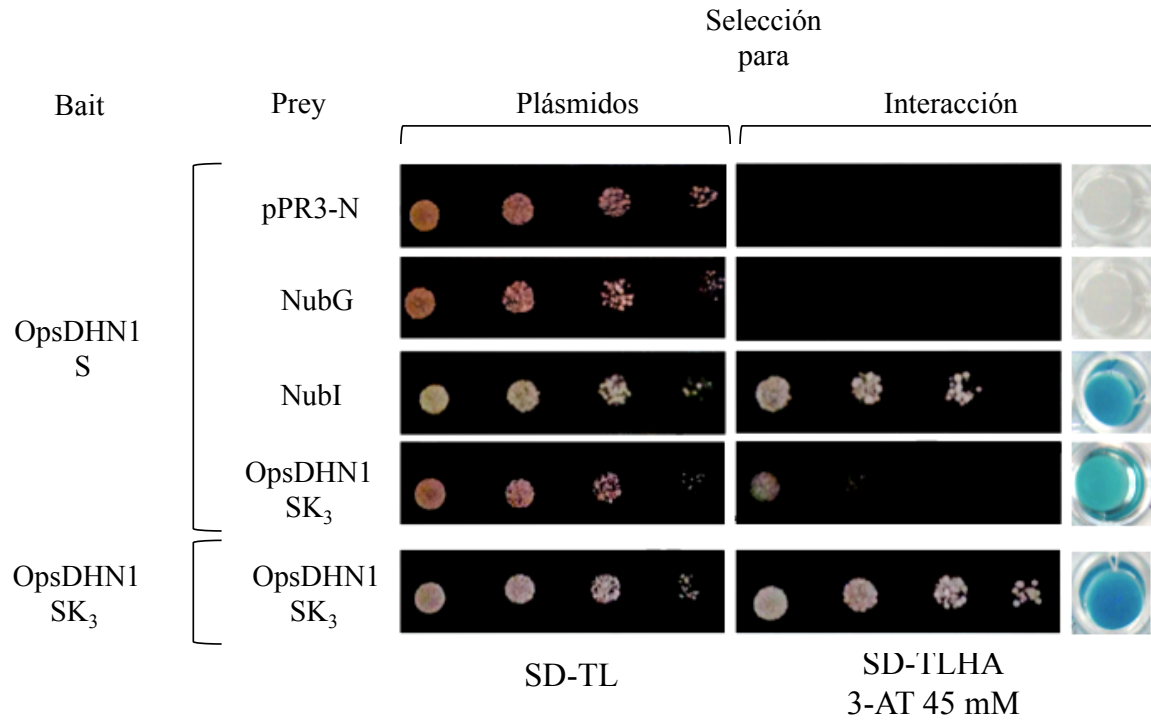 Selección
para
Bait Prey Plásmidos Interacción
pPR3-N
NubG
OpsDHN1
S
NubI
OpsDHN1
SK₃
OpsDHN1
SK₃
OpsDHN1
SK₃
SD-TL
SD-TLHA
3-AT 45 mM